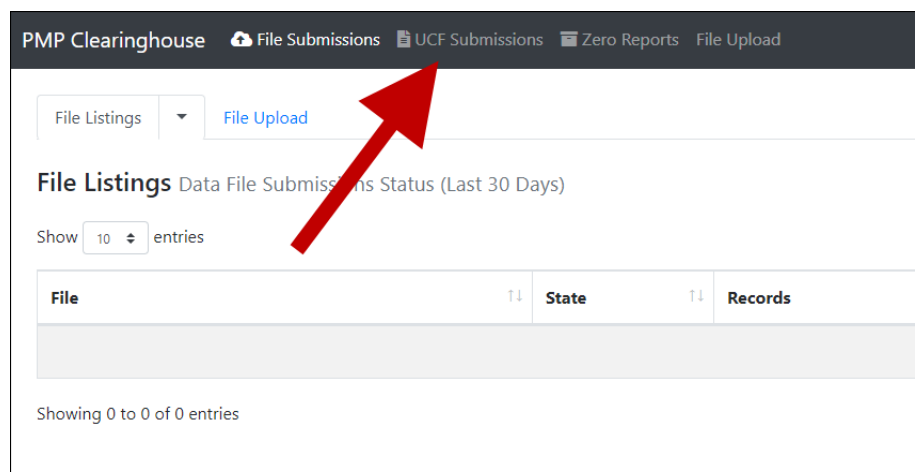 PMP Clearinghouse File Submissions UCF Submissions Zero Reports File Upload
File Listings File Upload
File Listings Data File Submissions Status (Last 30 Days)
Show 10 entries
File State Records
Showing 0 to 0 of 0 entries